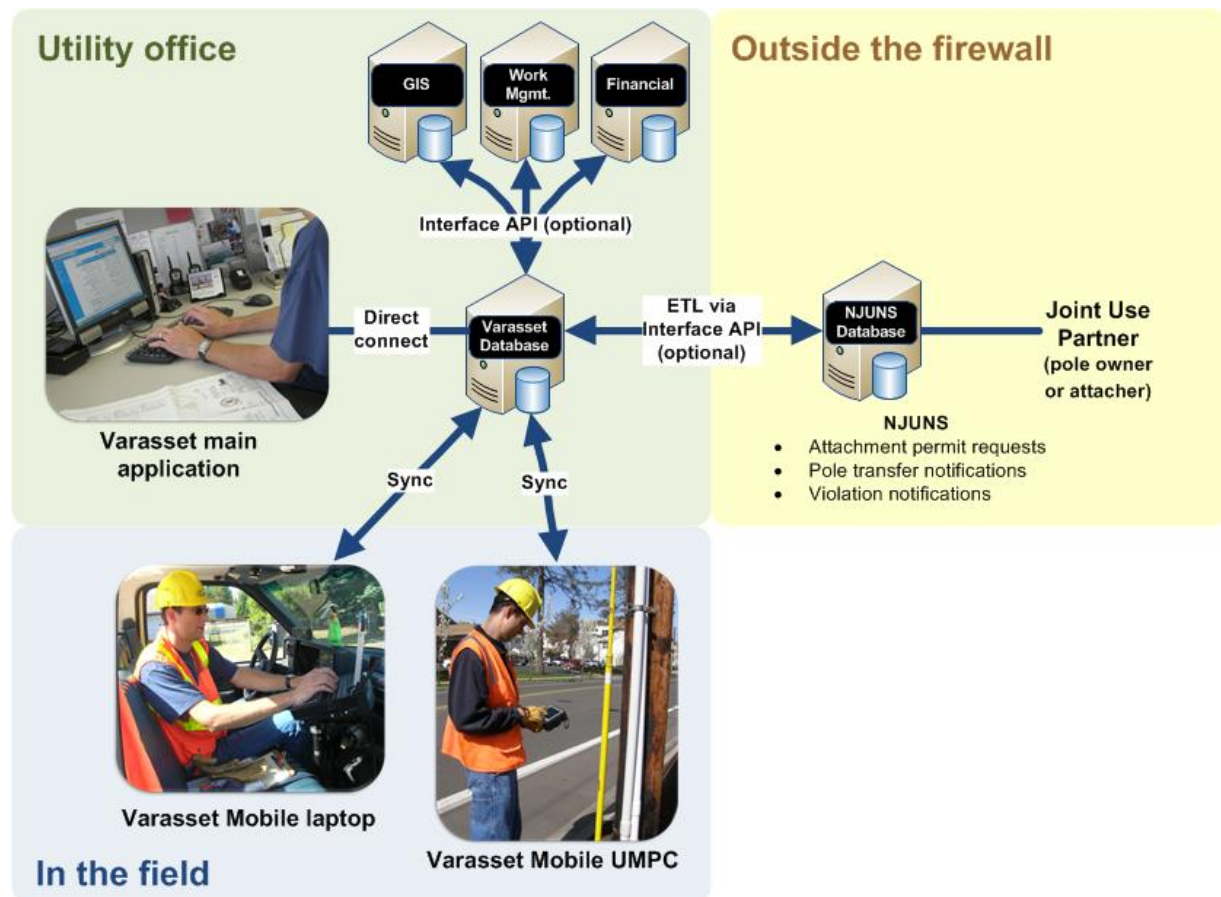 Utility office
GIS
Work
Mgmt.
Financial
Interface API (optional)
Direct
connect
Varasset
Database
Varasset main
application
Sync
Sync
Outside the firewall
ETL via
Interface API
(optional)
NJUNS
Database
Joint Use
Partner
(pole owner
or attacher)
NJUNS
• Attachment permit requests
• Pole transfer notifications
• Violation notifications
Varasset Mobile laptop
Varasset Mobile UMPC
In the field